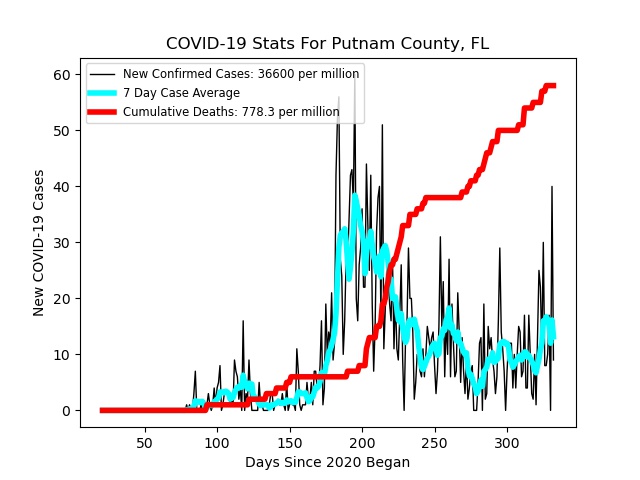 COVID-19 Stats For Putnam County, FL
New Confirmed Cases: 36600 per million
7 Day Case Average
Cumulative Deaths: 778.3 per million
New COVID-19 Cases
60
50
40
30
20
10
0
50 100 150 200 250 300
Days Since 2020 Began